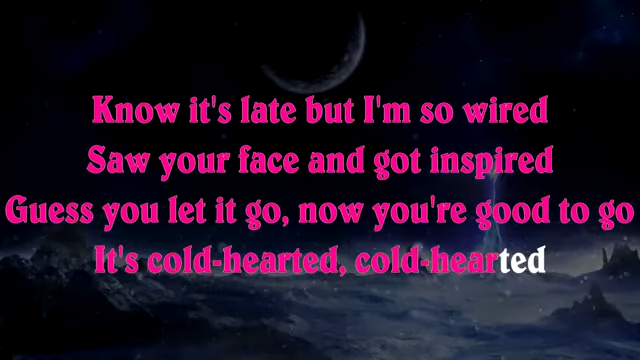 Know it's late but I'm so wired
Saw your face and got inspired
Guess you let it go, now you're good to go
It's cold-hearted, cold-hearted